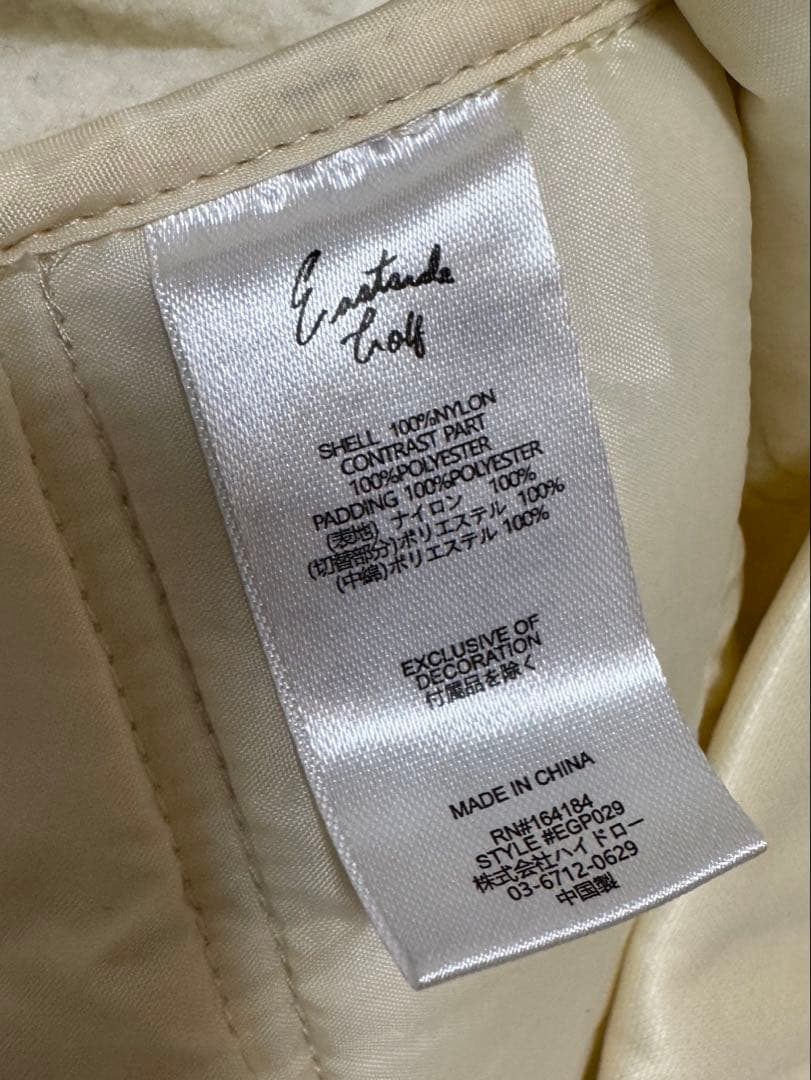 Eastside
Golf
SHELL 100%NYLON
CONTRAST PART
100%POLYESTER
PADDING 100%POLYESTER
(表地) ナイロン 100%
(切替部分)ポリエステル 100%
(中綿)ポリエステル 100%
EXCLUSIVE OF
DECORATION
付属品を除く
MADE IN CHINA
RN#164184
STYLE #EGP029
株式会社ハイドロー
03-6712-0629
中国製